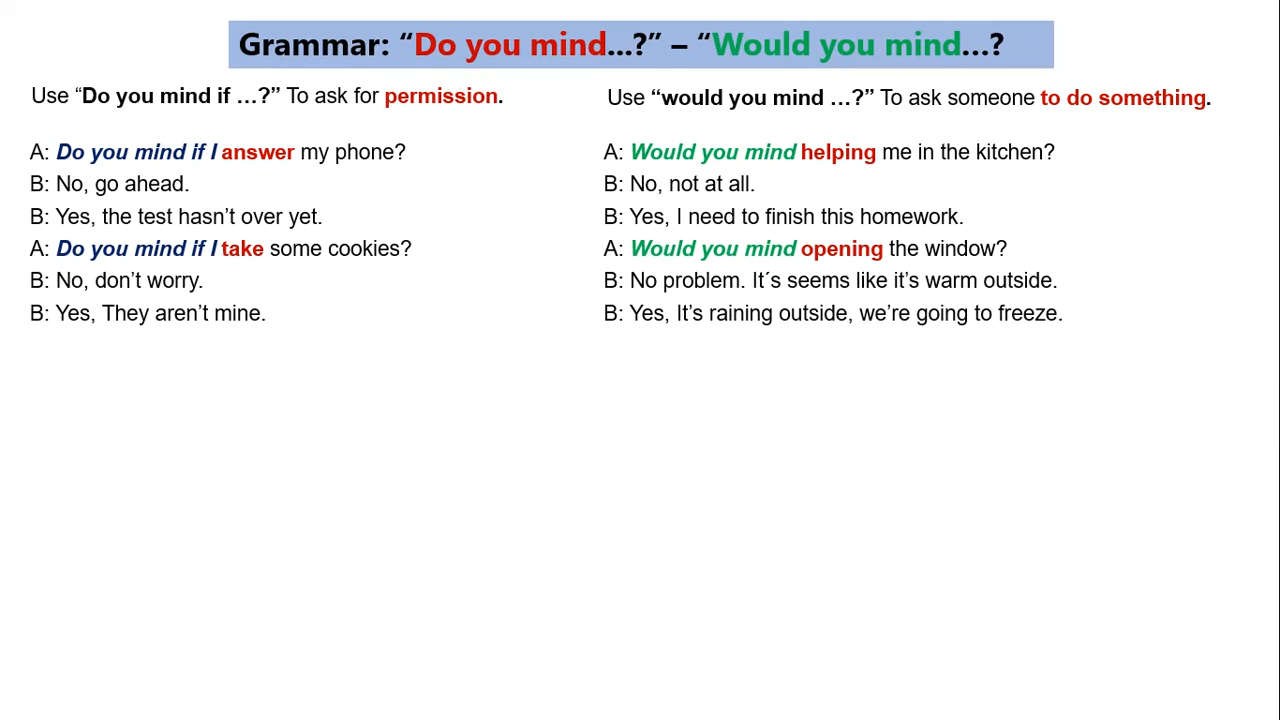 Grammar: “Do you mind...?” – “Would you mind…?
Use “Do you mind if …?” To ask for permission.
A: Do you mind if I answer my phone?
B: No, go ahead.
B: Yes, the test hasn’t over yet.
A: Do you mind if I take some cookies?
B: No, don’t worry.
B: Yes, They aren’t mine.
Use “would you mind …?” To ask someone to do something.
A: Would you mind helping me in the kitchen?
B: No, not at all.
B: Yes, I need to finish this homework.
A: Would you mind opening the window?
B: No problem. It´s seems like it’s warm outside.
B: Yes, It’s raining outside, we’re going to freeze.